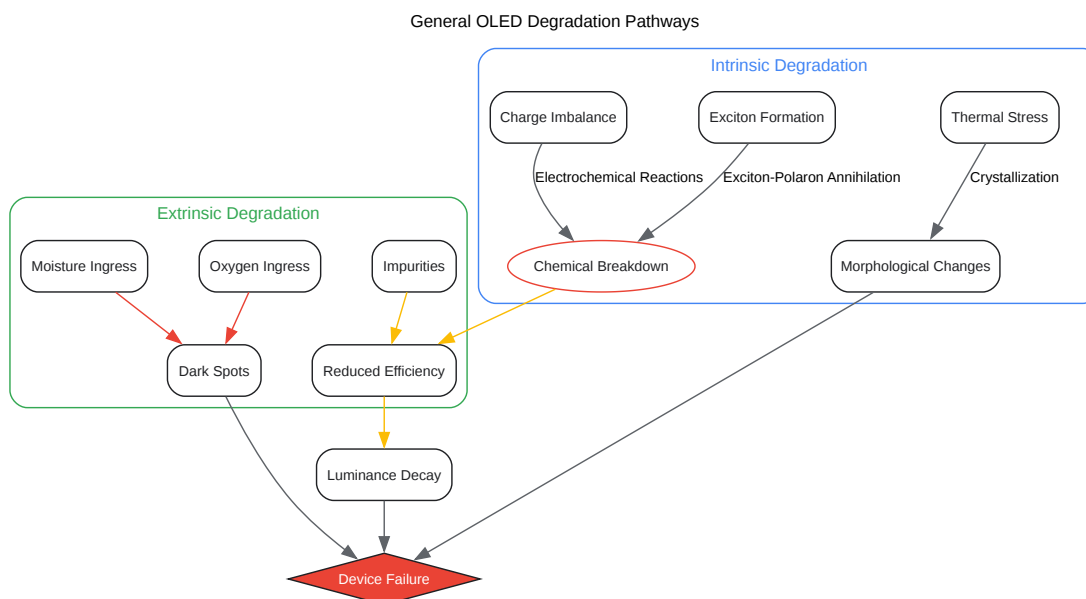 General OLED Degradation Pathways
Intrinsic Degradation
Charge Imbalance
Exciton Formation
Thermal Stress
Electrochemical Reactions
Exciton-Polaron Annihilation
Crystallization
Extrinsic Degradation
Moisture Ingress
Oxygen Ingress
Impurities
Chemical Breakdown
Morphological Changes
Dark Spots
Reduced Efficiency
Luminance Decay
Device Failure